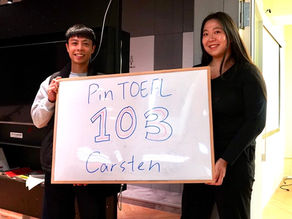 Pin TOEFL
103
Carsten